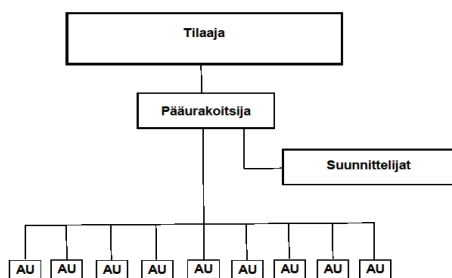 Tilaaja
Pääurakoitsija
Suunnittelijat
AU AU AU AU AU AU AU AU AU